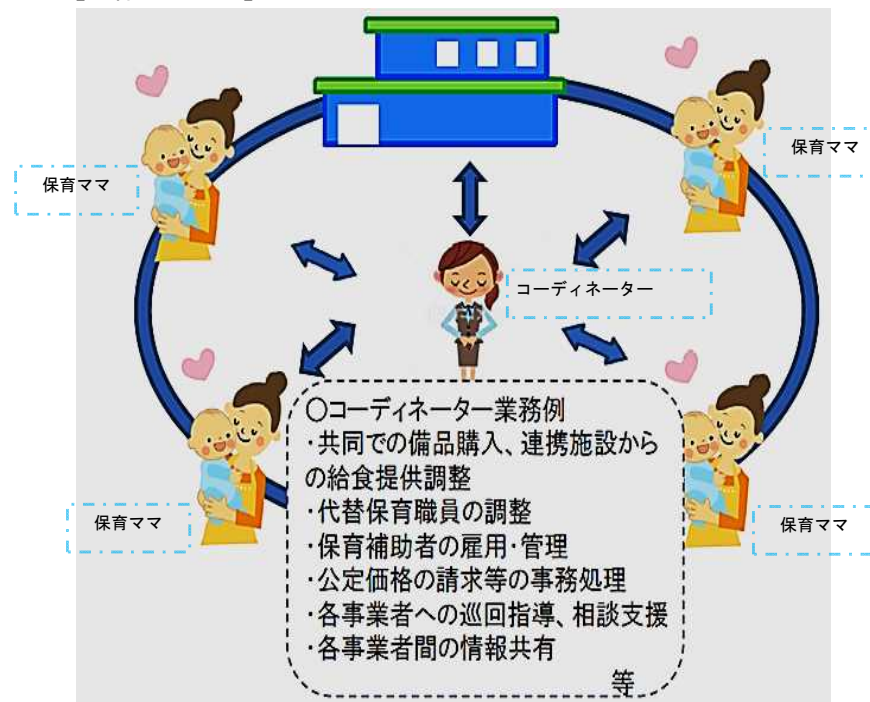 保育ママ
保育ママ
コーディネーター
〇コーディネーター業務例
・共同での備品購入、連携施設から
の給食提供調整
・代替保育職員の調整
・保育補助者の雇用・管理
・公定価格の請求等の事務処理
・各事業者への巡回指導、相談支援
・各事業者間の情報共有
等
保育ママ
保育ママ